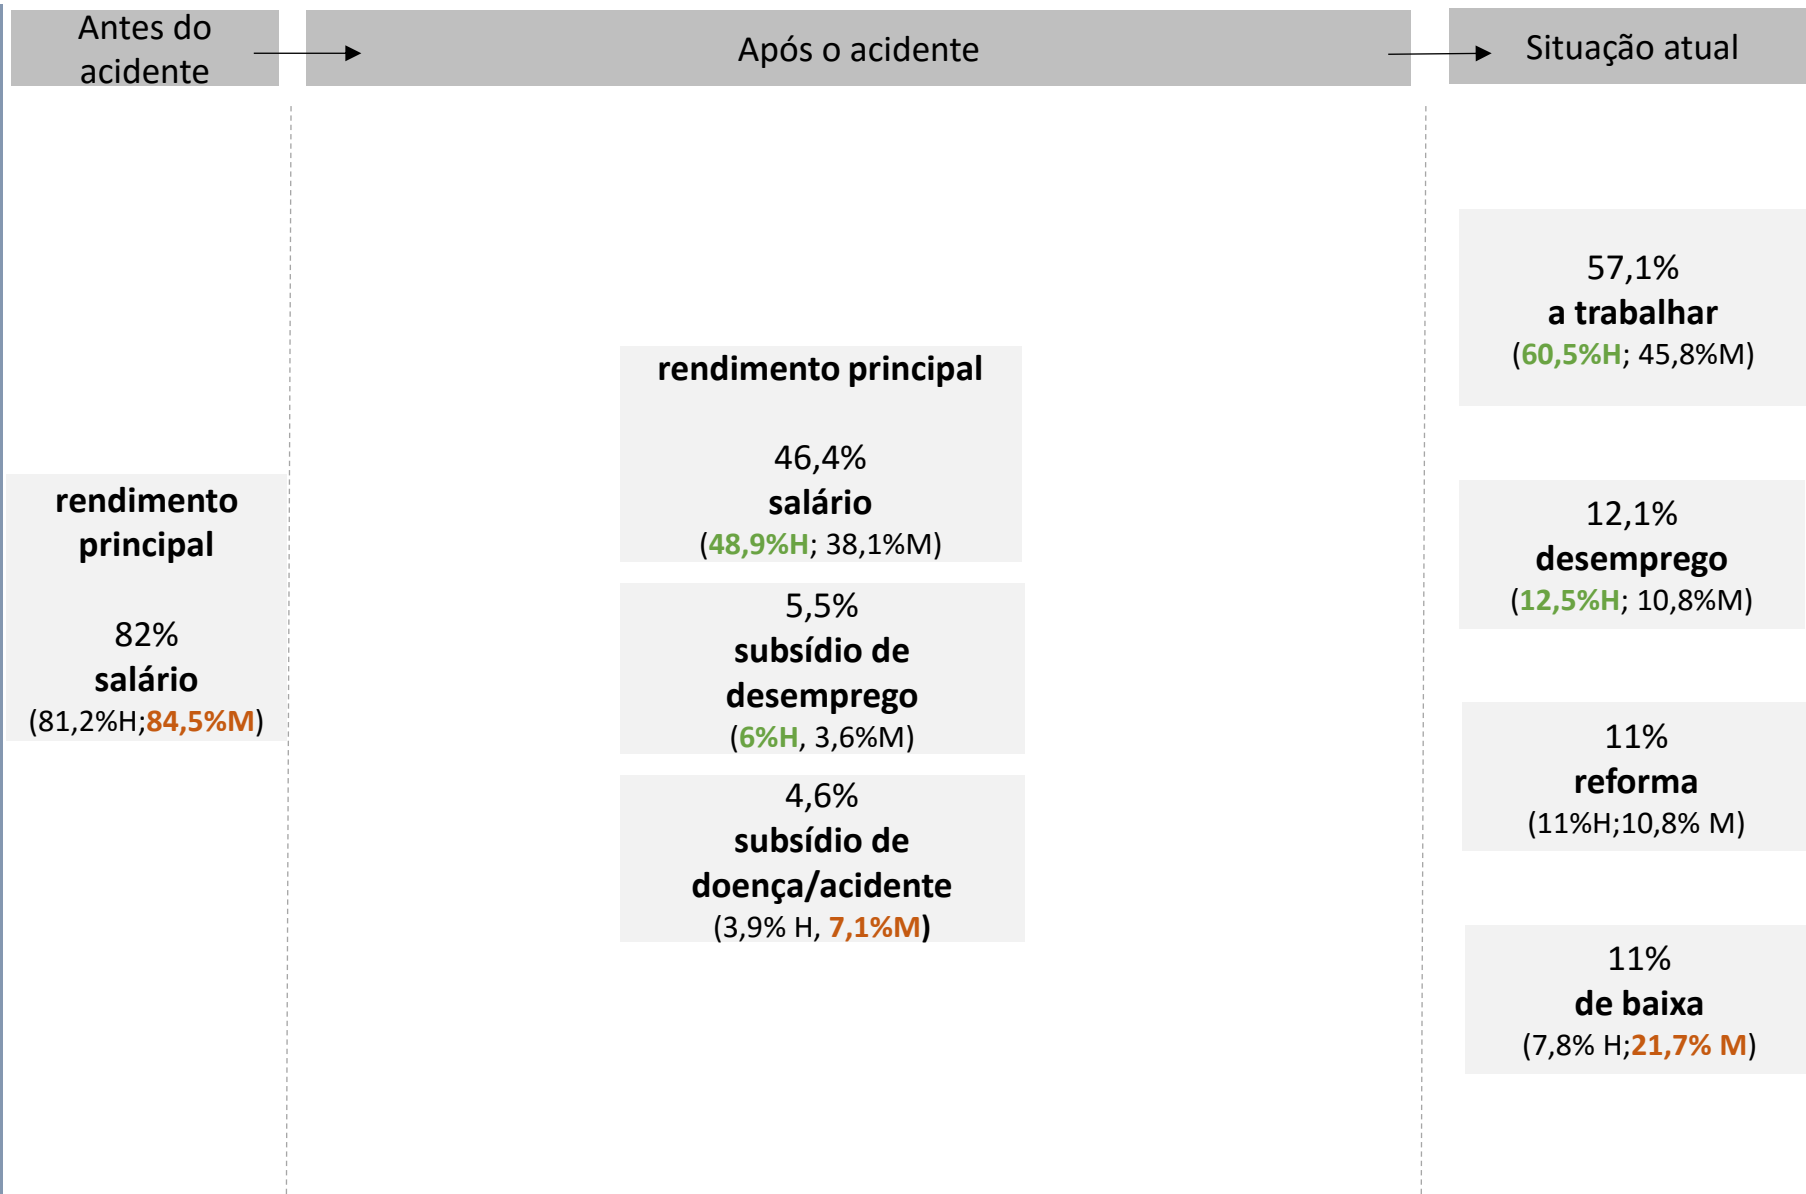 Antes do
acidente
Após o acidente
Situação atual
rendimento
principal
82%
salário
(81,2%H;84,5%M)
rendimento principal
46,4%
salário
(48,9%H; 38,1%M)
5,5%
subsídio de
desemprego
(6%H, 3,6%M)
4,6%
subsídio de
doença/acidente
(3,9% H, 7,1%M)
57,1%
a trabalhar
(60,5%H; 45,8%M)
12,1%
desemprego
(12,5%H; 10,8%M)
11%
reforma
(11%H;10,8% M)
11%
de baixa
(7,8% H;21,7% M)